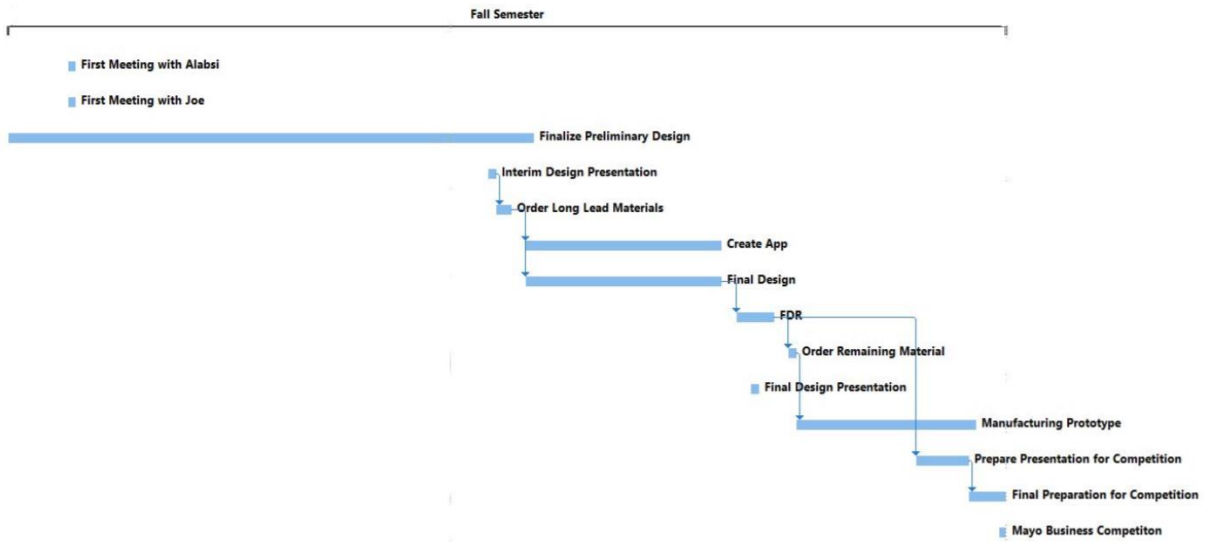 Fall Semester
First Meeting with Alabsi
First Meeting with Joe
Finalize Preliminary Design
Interim Design Presentation
Order Long Lead Materials
Create App
Final Design
FDR
Order Remaining Material
Final Design Presentation
Manufacturing Prototype
Prepare Presentation for Competition
Final Preparation for Competition
Mayo Business Competiton